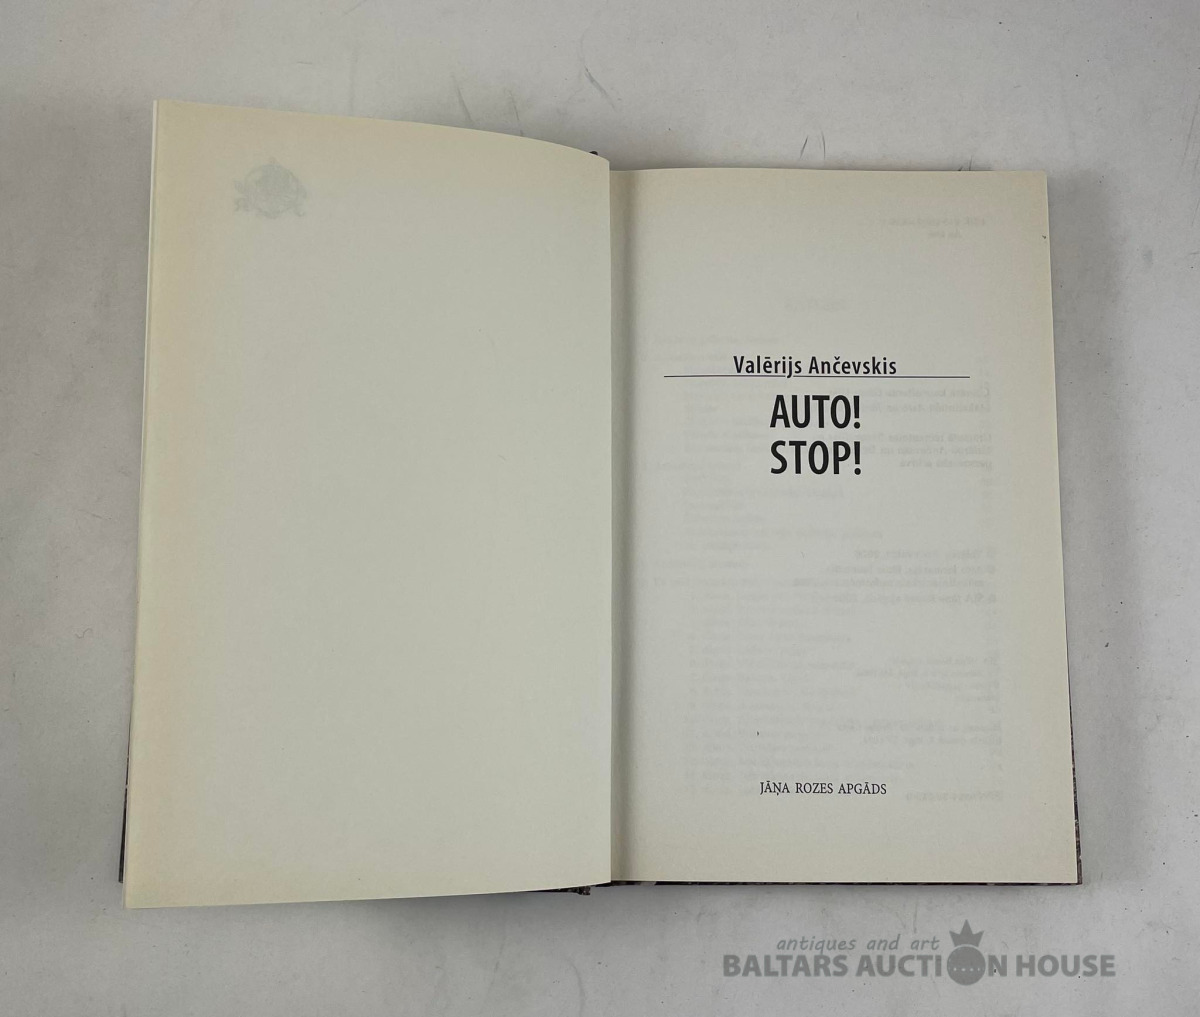 Valērijs Ančevskis
AUTO!
STOP!
JĀŅA ROZES APGĀDS
antiques and art
BALTARS AUCTION HOUSE